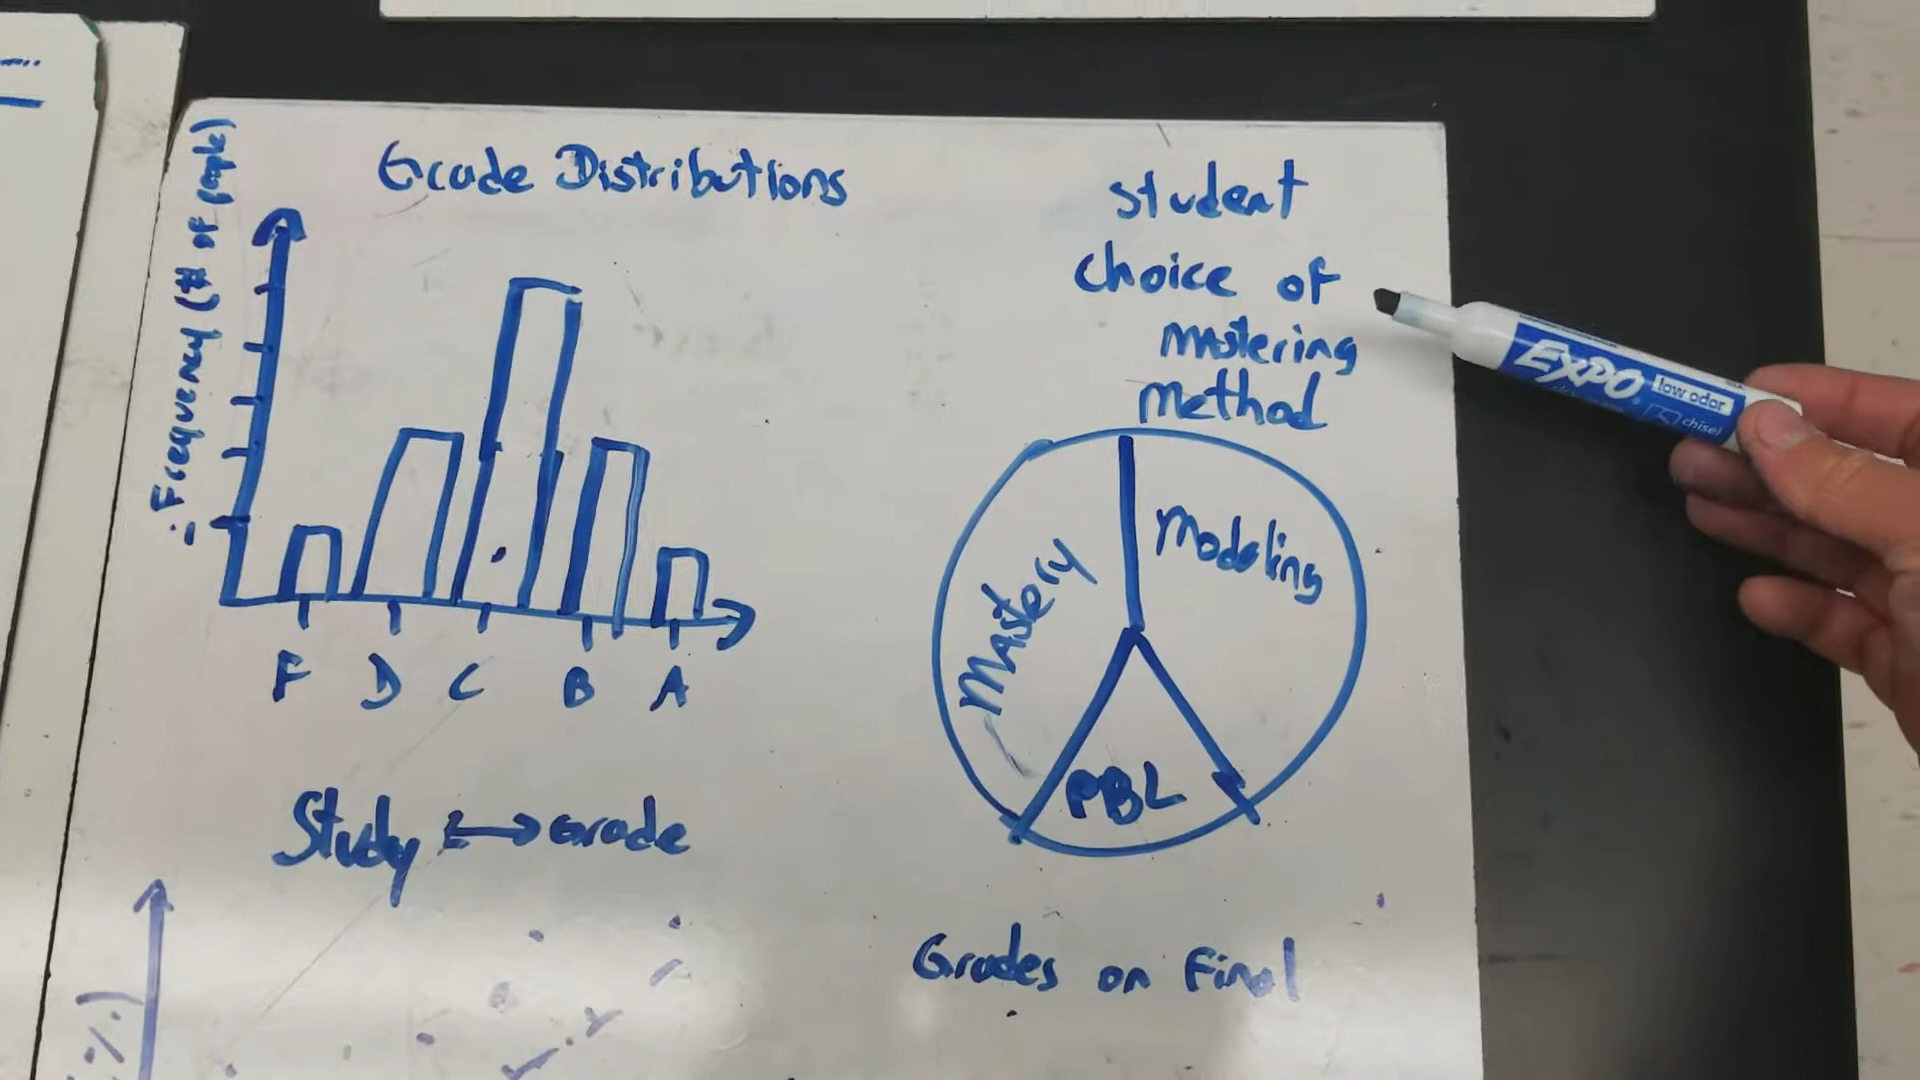 Grade Distributions
Frequency (# of people)
F D C B A
Student
choice of
mastering
method
Mastery
Modeling
PBL
Study ↔ Grade
Grades on Final
%)
EXPO
low odor
chisel